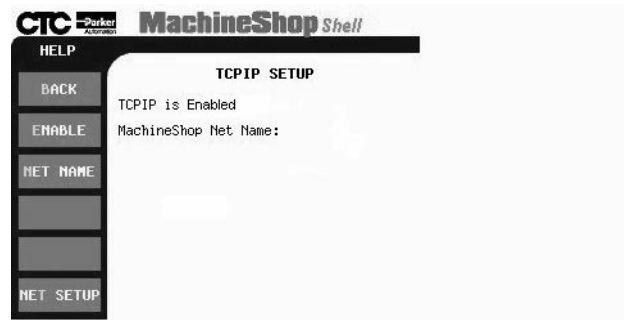 CTC Parker Automation MachineShop Shell
HELP
TCPIP SETUP
BACK
TCPIP is Enabled
ENABLE
MachineShop Net Name:
NET NAME
NET SETUP